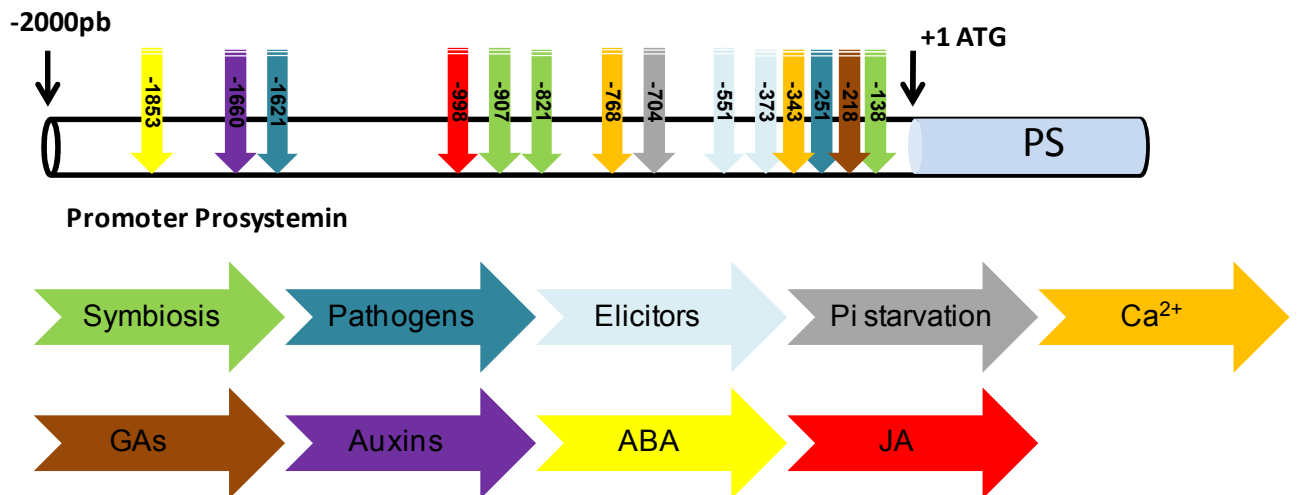 -2000pb
+1 ATG
-1853
-1660
-1621
-998
-907
-821
-768
-704
-551
-373
-343
-251
-218
-138
PS
Promoter Prosystemin
Symbiosis
Pathogens
Elicitors
Pi starvation
Ca²⁺
GAs
Auxins
ABA
JA